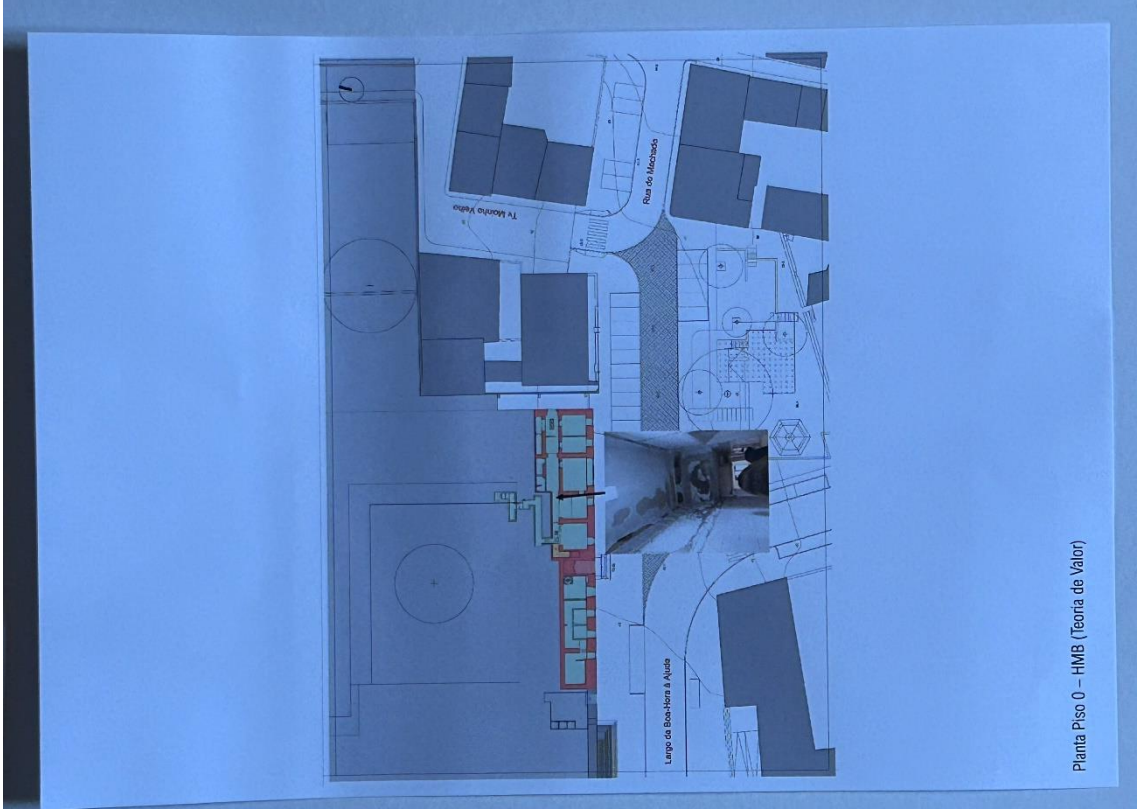 Tv Moinho Velho
Rua do Machado
Largo da Boa-Hora à Ajuda
Planta Piso 0 – HMB (Teoria de Valor)